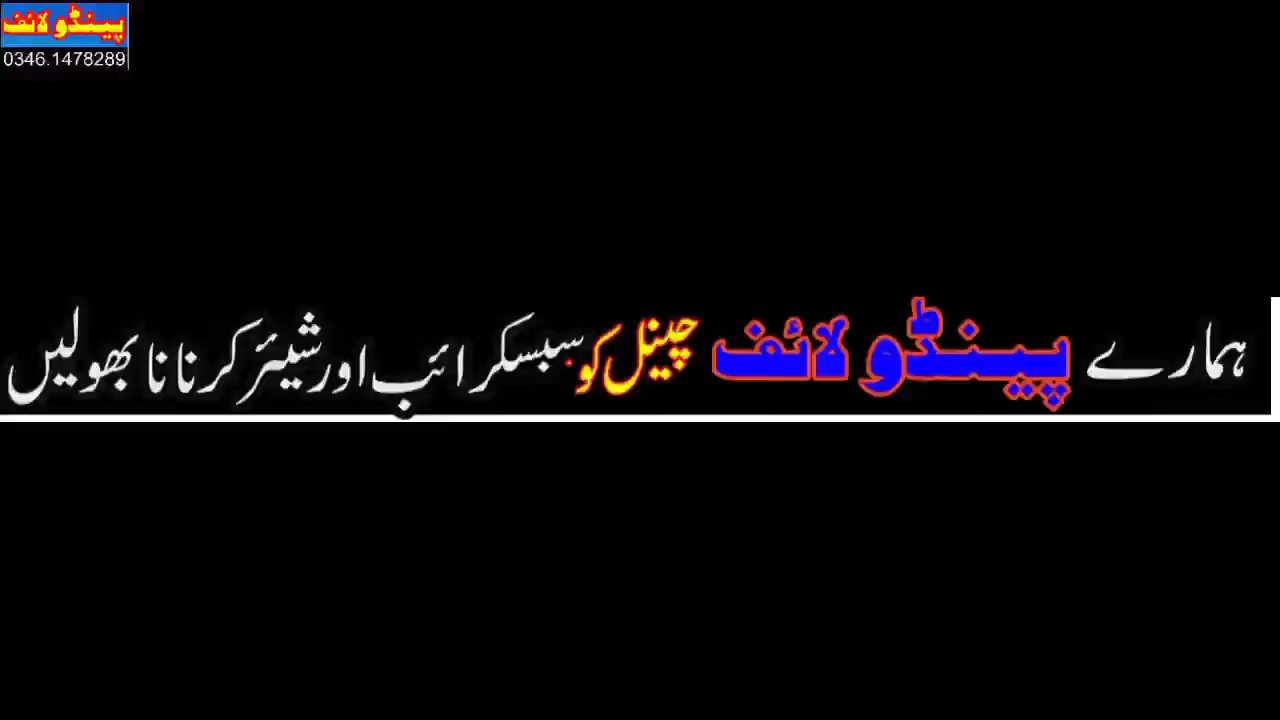 پینڈو لائف
0346.1478289
ہمارے پینڈو لائف چینل کو سبسکرائب اور شیئر کرنا نا بھولیں